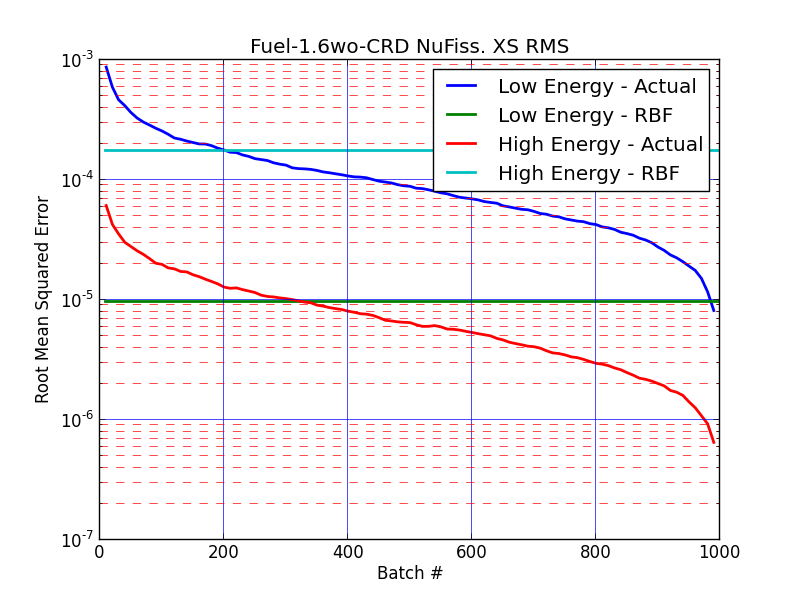 Fuel-1.6wo-CRD NuFiss. XS RMS
10^-3
10^-4
10^-5
10^-6
10^-7
Root Mean Squared Error
Low Energy - Actual
Low Energy - RBF
High Energy - Actual
High Energy - RBF
0 200 400 600 800 1000
Batch #